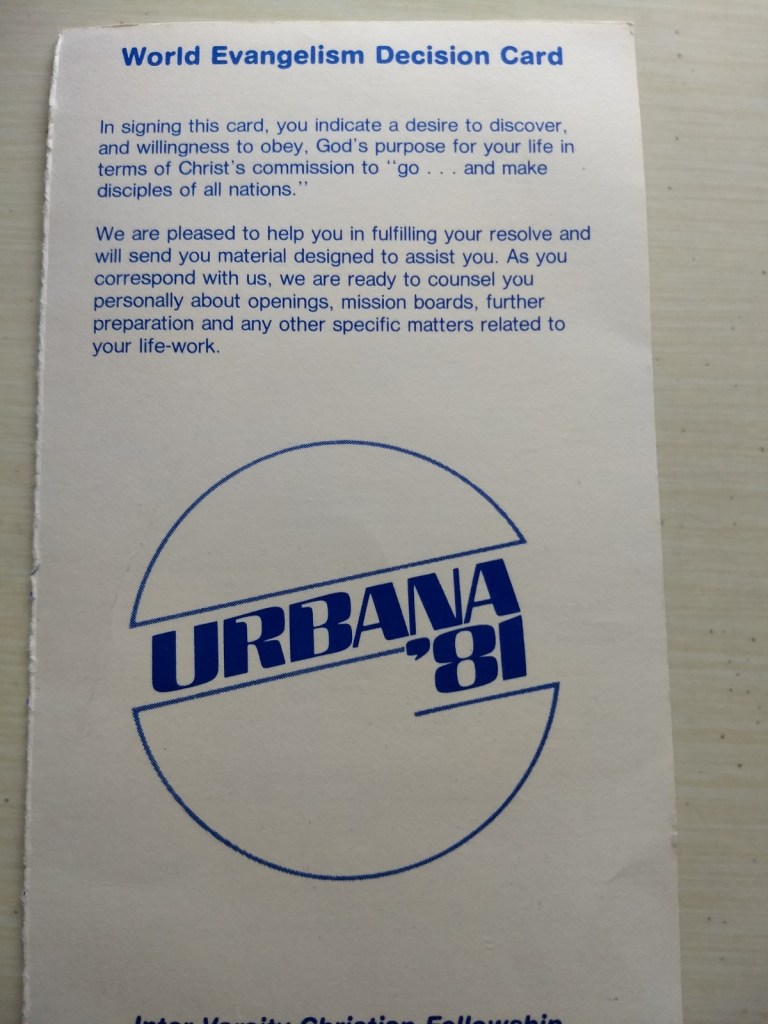 World Evangelism Decision Card
In signing this card, you indicate a desire to discover,
and willingness to obey, God's purpose for your life in
terms of Christ's commission to "go . . . and make
disciples of all nations."
We are pleased to help you in fulfilling your resolve and
will send you material designed to assist you. As you
correspond with us, we are ready to counsel you
personally about openings, mission boards, further
preparation and any other specific matters related to
your life-work.
URBANA
'81
Inter-Varsity Christian Fellowship